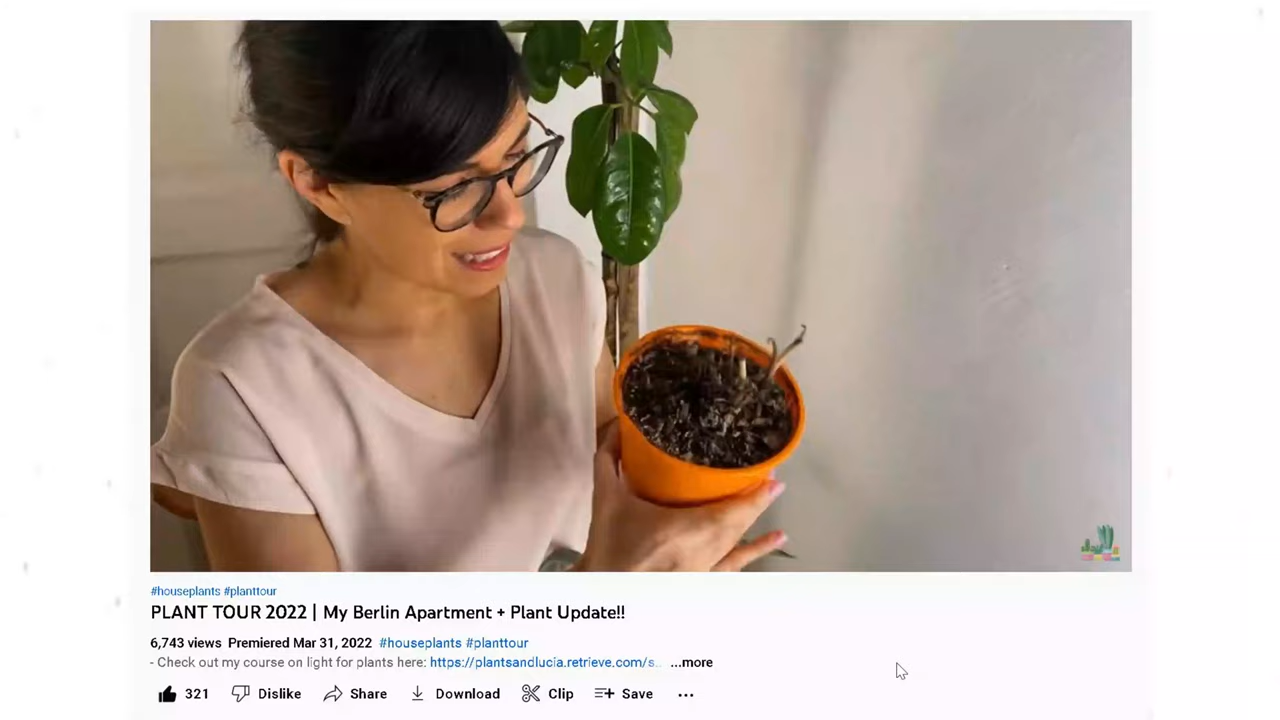 #houseplants #planttour
PLANT TOUR 2022 | My Berlin Apartment + Plant Update!!
6,743 views Premiered Mar 31, 2022 #houseplants #planttour
- Check out my course on light for plants here: https://plantsandlucia.retrieve.com/s.. ...more
321 Dislike Share Download Clip Save